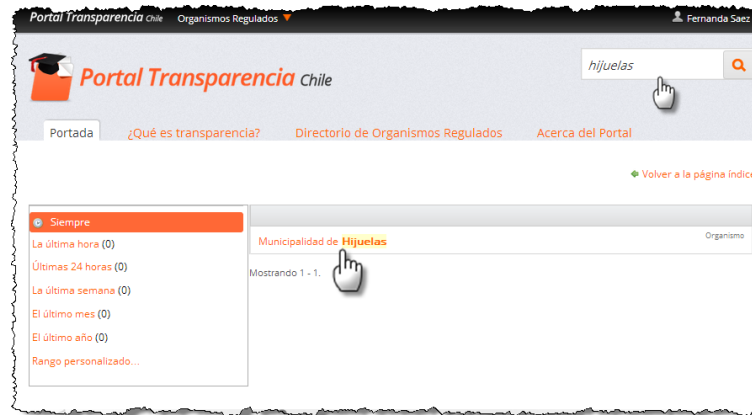 Portal Transparencia Chile Organismos Regulados Fernanda Saez
Portal Transparencia Chile
hijuelas
Portada ¿Qué es transparencia? Directorio de Organismos Regulados Acerca del Portal
Volver a la página índice
Siempre
La última hora (0)
Últimas 24 horas (0)
La última semana (0)
El último mes (0)
El último año (0)
Rango personalizado...
Municipalidad de Hijuelas Organismo
Mostrando 1 - 1.